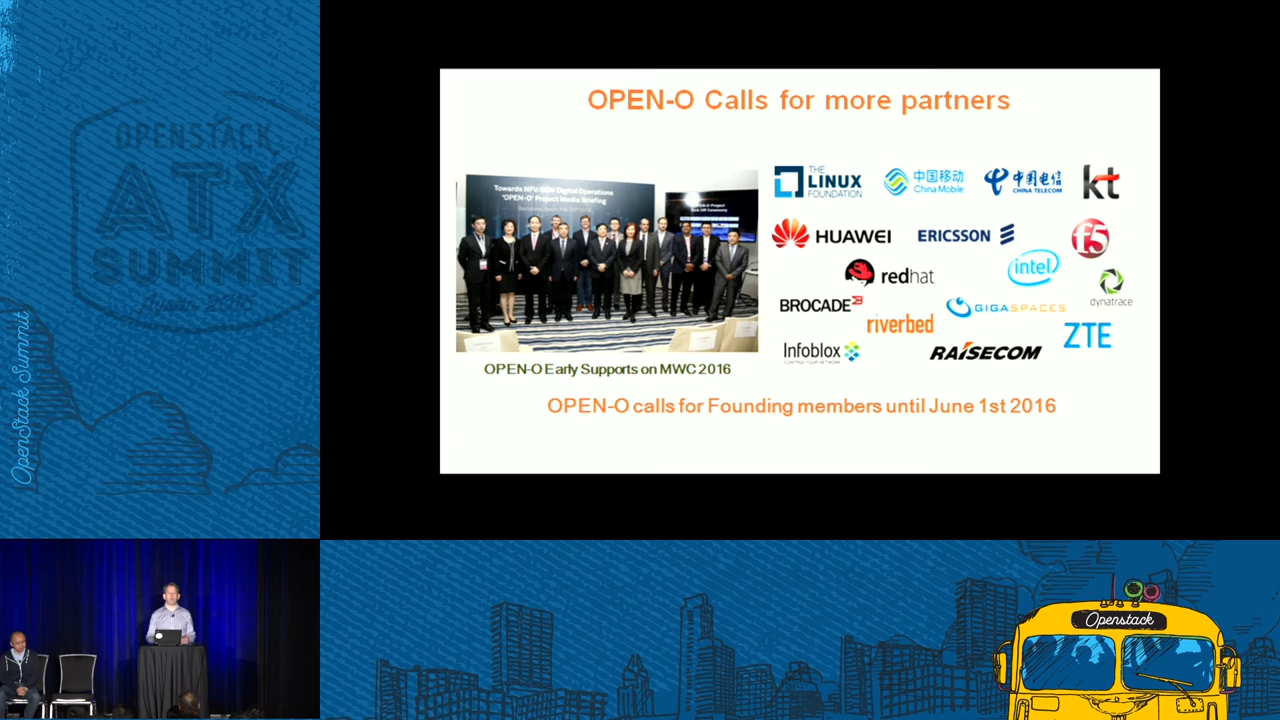 OPENSTACK
ATX
SUMMIT
OpenStack Summit
OPEN-O Calls for more partners
Towards NFV/SDN Digital Operations
'OPEN-O' Project Media Briefing
THE
LINUX
FOUNDATION
中国移动
China Mobile
中国电信
CHINA TELECOM
kt
HUAWEI
ERICSSON
f5
redhat
intel
dynatrace
BROCADE
GIGASPACES
riverbed
ZTE
Infoblox
CONTROL YOUR NETWORK
RAISECOM
OPEN-O Early Supports on MWC 2016
OPEN-O calls for Founding members until June 1st 2016
Openstack